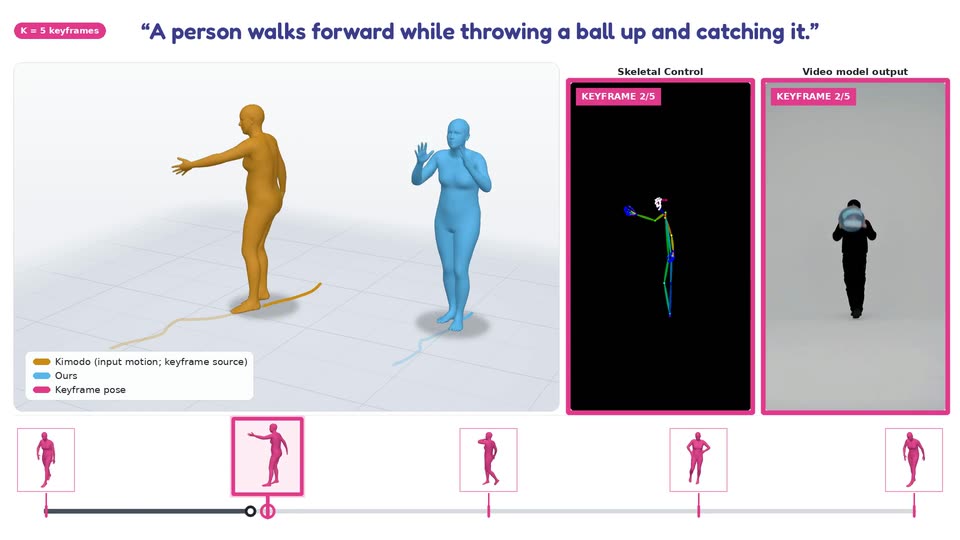 K = 5 keyframes
“A person walks forward while throwing a ball up and catching it.”
Skeletal Control
Video model output
KEYFRAME 2/5
KEYFRAME 2/5
Kimodo (input motion; keyframe source)
Ours
Keyframe pose